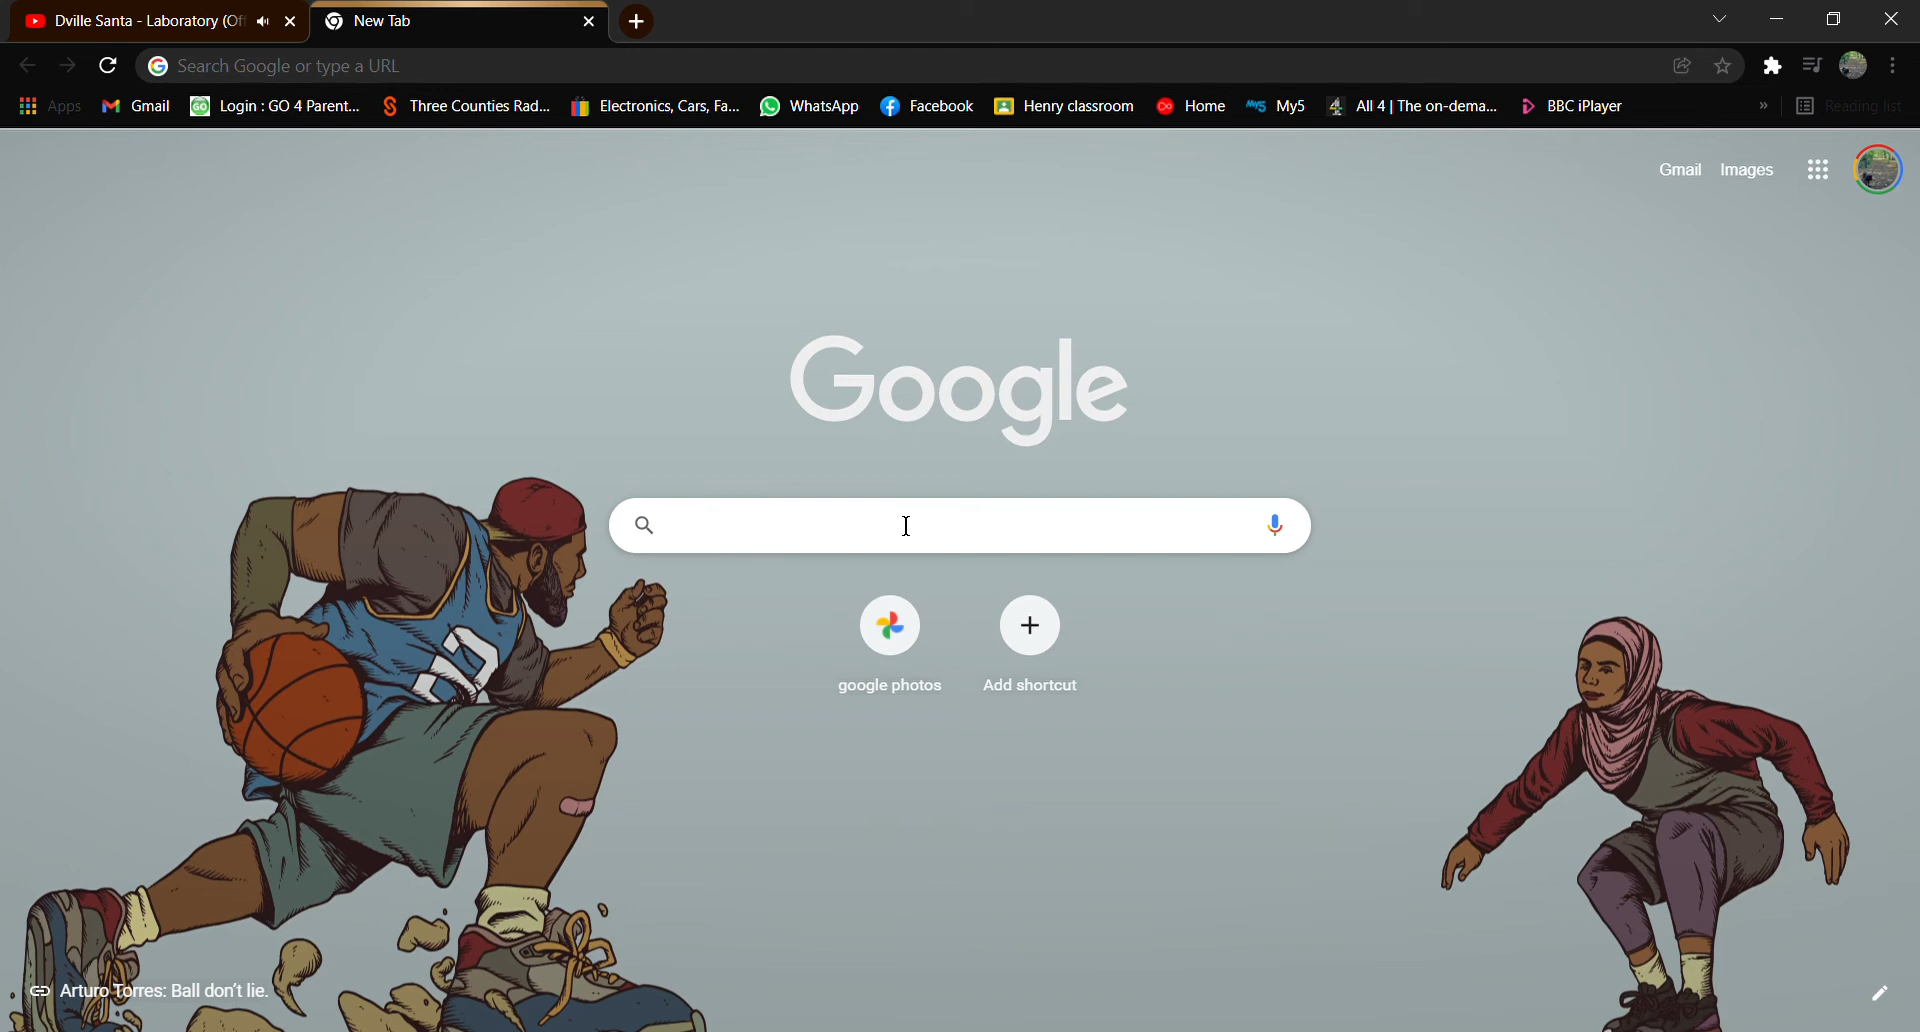 Dville Santa - Laboratory (Off
New Tab
Search Google or type a URL
Apps Gmail Login : GO 4 Parent... Three Counties Rad... Electronics, Cars, Fa... WhatsApp Facebook Henry classroom Home My5 All 4 | The on-dema... BBC iPlayer » Reading list
Gmail Images
Google
google photos Add shortcut
Arturo Torres: Ball don't lie.